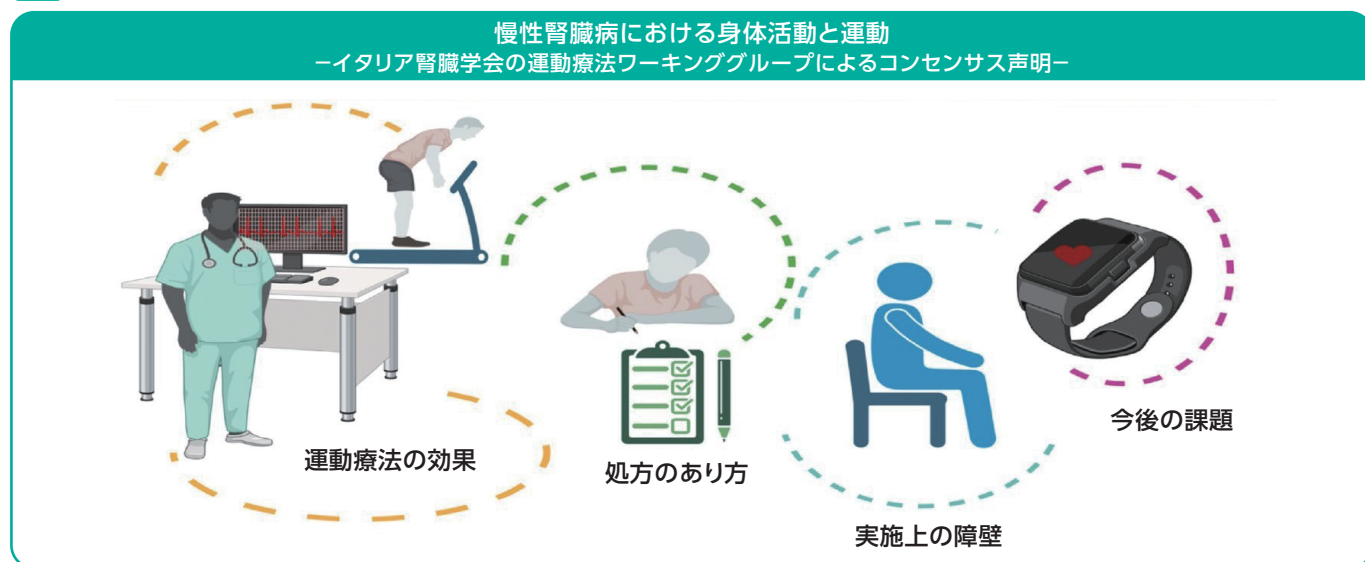 慢性腎臓病における身体活動と運動
－イタリア腎臓学会の運動療法ワーキンググループによるコンセンサス声明－
運動療法の効果
処方のあり方
実施上の障壁
今後の課題